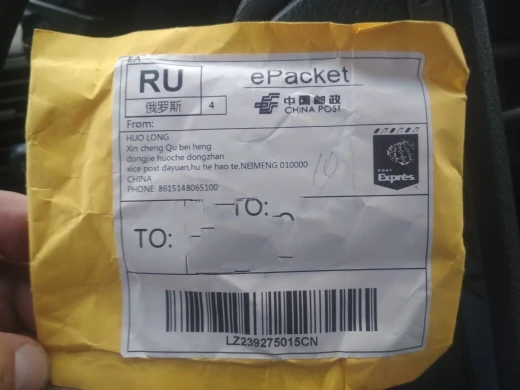 RU
俄罗斯
4
ePacket
中国邮政
CHINA POST
From:
HUO LONG
Xin cheng Qu bei heng
dongjie huoche dongzhan
xice post dayuan,hu he hao te,NEIMENG 010000
CHINA
PHONE: 8615148065100
10
POST
Exprès
TO:
TO:
LZ239275015CN